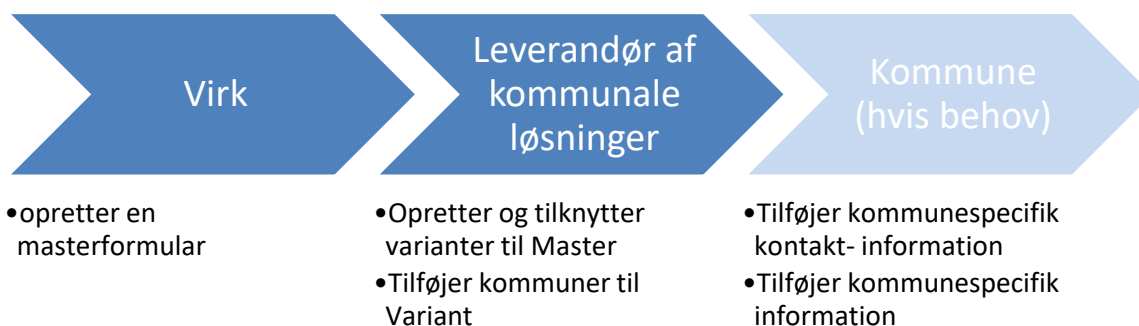 Virk
•opretter en
masterformular
Leverandør af
kommunale
løsninger
•Opretter og tilknytter
varianter til Master
•Tilføjer kommuner til
Variant
Kommune
(hvis behov)
•Tilføjer kommunespecifik
kontakt- information
•Tilføjer kommunespecifik
information